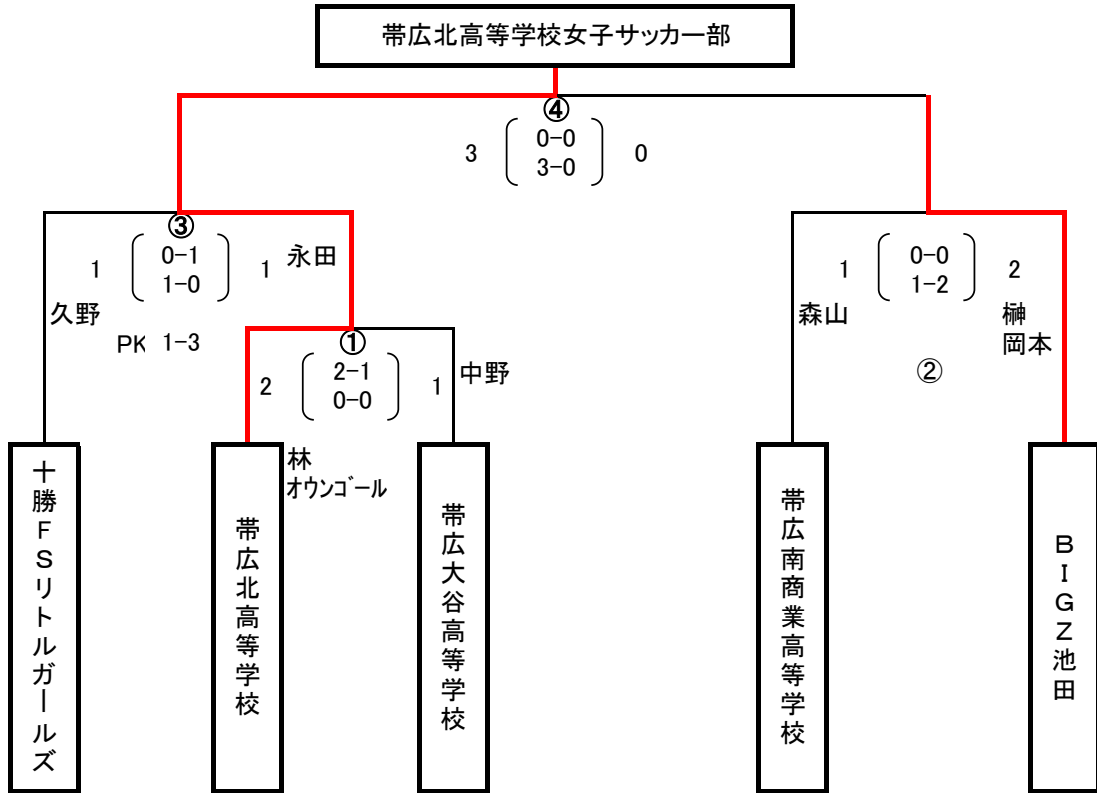 帯広北高等学校女子サッカー部
④
3
0-0
3-0
0
③
1
0-1
1-0
1
永田
久野
PK 1-3
1
0-0
1-2
2
森山
榊
岡本
②
①
2
2-1
0-0
1
中野
林
オウンゴール
十勝FSリトルガールズ
帯広北高等学校
帯広大谷高等学校
帯広南商業高等学校
BIGZ池田